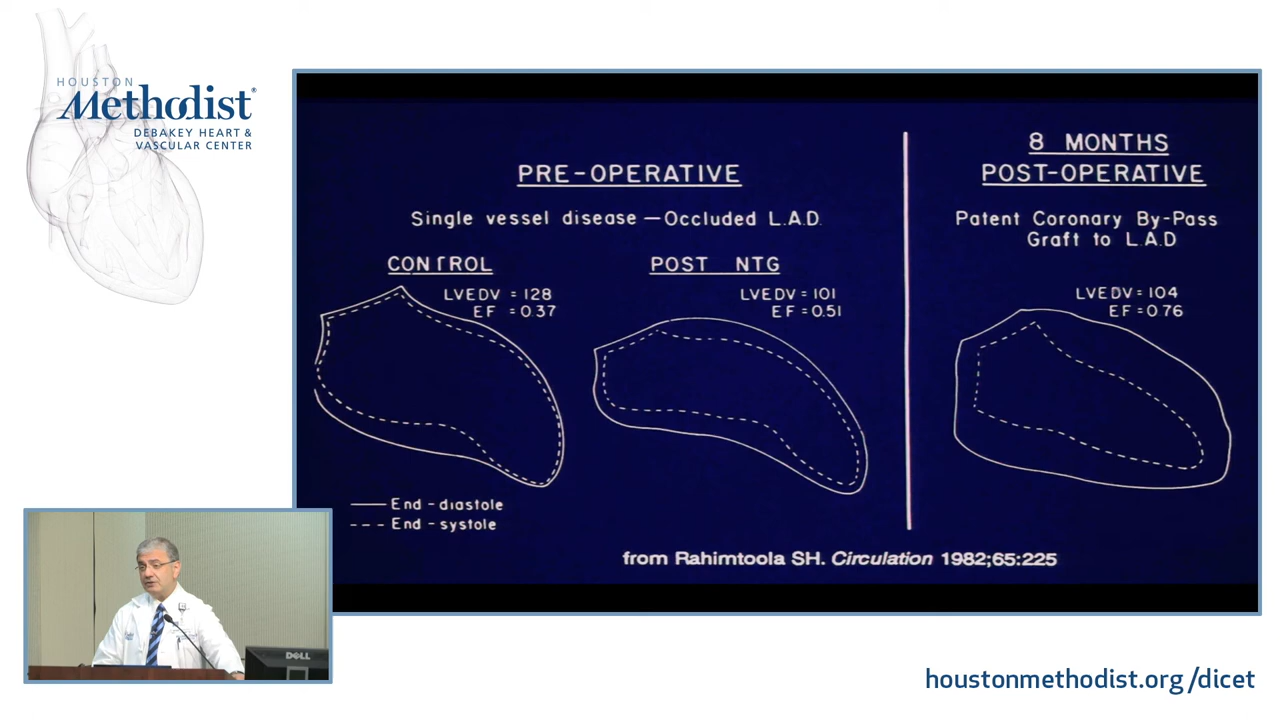 HOUSTON
Methodist®
DEBAKEY HEART &
VASCULAR CENTER
PRE-OPERATIVE
Single vessel disease — Occluded L.A.D.
CONTROL
LVEDV = 128
EF = 0.37
POST NTG
LVEDV = 101
EF = 0.51
8 MONTHS
POST-OPERATIVE
Patent Coronary By-Pass
Graft to L.A.D
LVEDV = 104
EF = 0.76
End-diastole
End-systole
from Rahimtoola SH. Circulation 1982;65:225
DELL
houstonmethodist.org/dicet